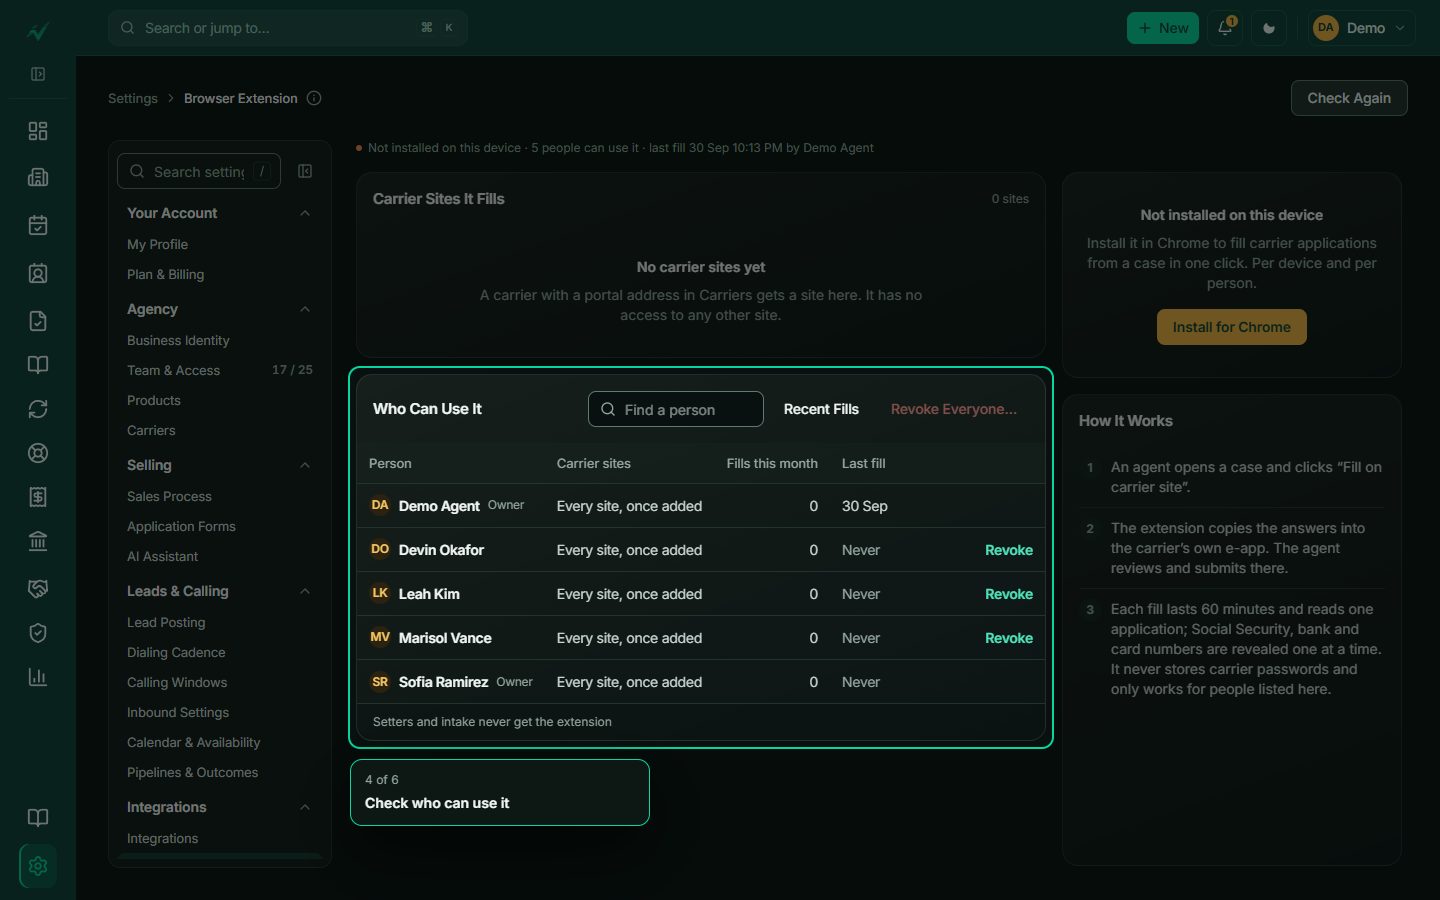 Search or jump to...
⌘ K
New
1
DA
Demo
Settings
Browser Extension
Check Again
Search setting
/
Not installed on this device · 5 people can use it · last fill 30 Sep 10:13 PM by Demo Agent
Your Account
My Profile
Plan & Billing
Agency
Business Identity
Team & Access
17 / 25
Products
Carriers
Selling
Sales Process
Application Forms
AI Assistant
Leads & Calling
Lead Posting
Dialing Cadence
Calling Windows
Inbound Settings
Calendar & Availability
Pipelines & Outcomes
Integrations
Integrations
Carrier Sites It Fills
0 sites
No carrier sites yet
A carrier with a portal address in Carriers gets a site here. It has no
access to any other site.
Who Can Use It
Find a person
Recent Fills
Revoke Everyone...
Person
Carrier sites
Fills this month
Last fill
DA Demo Agent Owner Every site, once added 0 30 Sep
DO Devin Okafor Every site, once added 0 Never Revoke
LK Leah Kim Every site, once added 0 Never Revoke
MV Marisol Vance Every site, once added 0 Never Revoke
SR Sofia Ramirez Owner Every site, once added 0 Never
Setters and intake never get the extension
4 of 6
Check who can use it
Not installed on this device
Install it in Chrome to fill carrier applications
from a case in one click. Per device and per
person.
Install for Chrome
How It Works
1 An agent opens a case and clicks “Fill on
carrier site”.
2 The extension copies the answers into
the carrier’s own e-app. The agent
reviews and submits there.
3 Each fill lasts 60 minutes and reads one
application; Social Security, bank and
card numbers are revealed one at a time.
It never stores carrier passwords and
only works for people listed here.